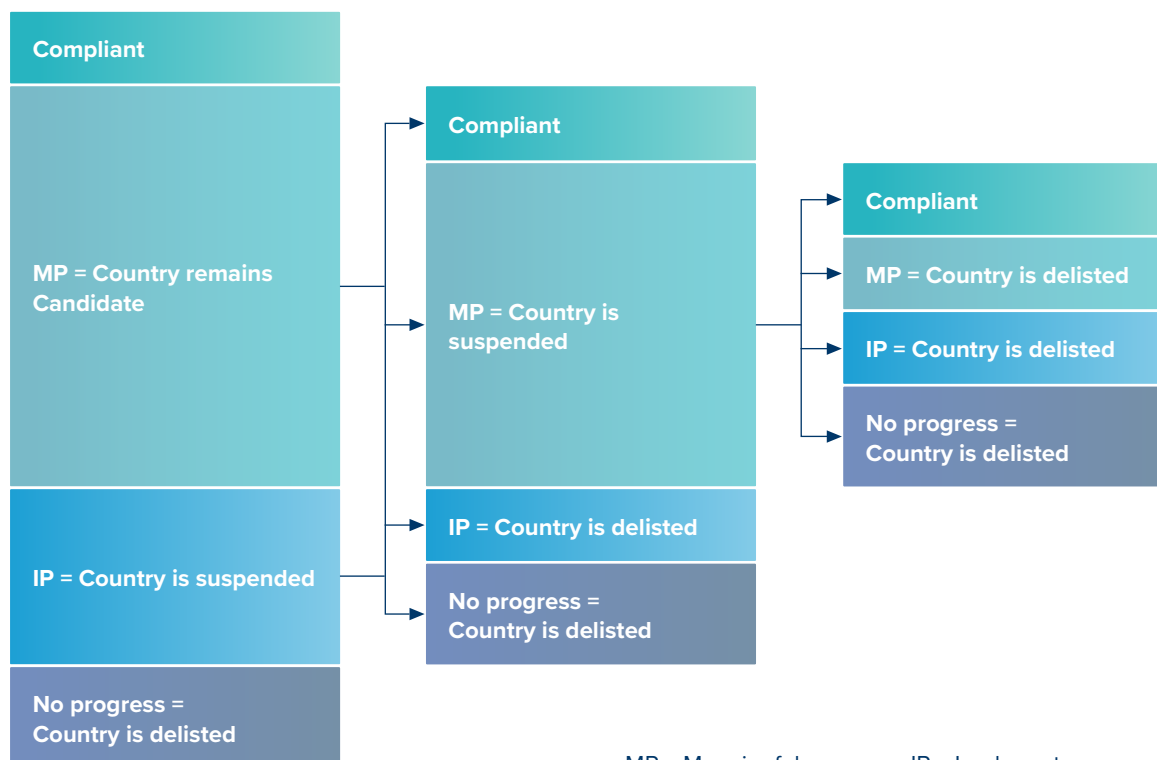 Compliant
MP = Country remains
Candidate
IP = Country is suspended
No progress =
Country is delisted
Compliant
MP = Country is
suspended
IP = Country is delisted
No progress =
Country is delisted
Compliant
MP = Country is delisted
IP = Country is delisted
No progress =
Country is delisted